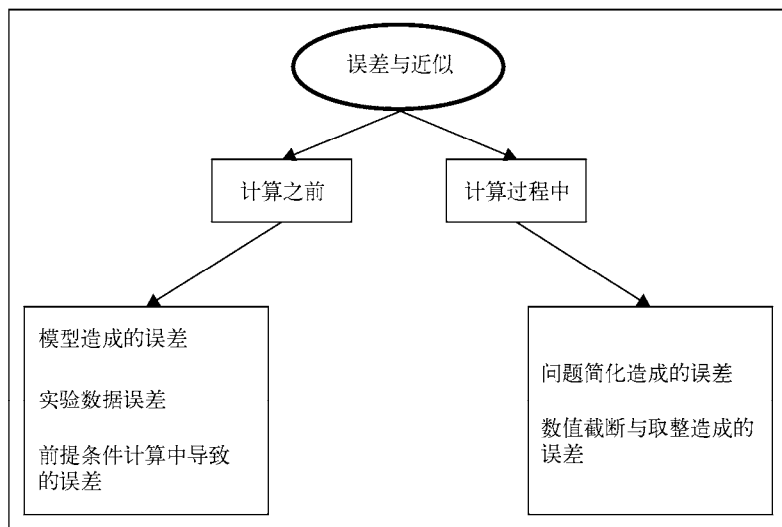 误差与近似
计算之前
计算过程中
模型造成的误差
实验数据误差
前提条件计算中导致
的误差
问题简化造成的误差
数值截断与取整造成的
误差